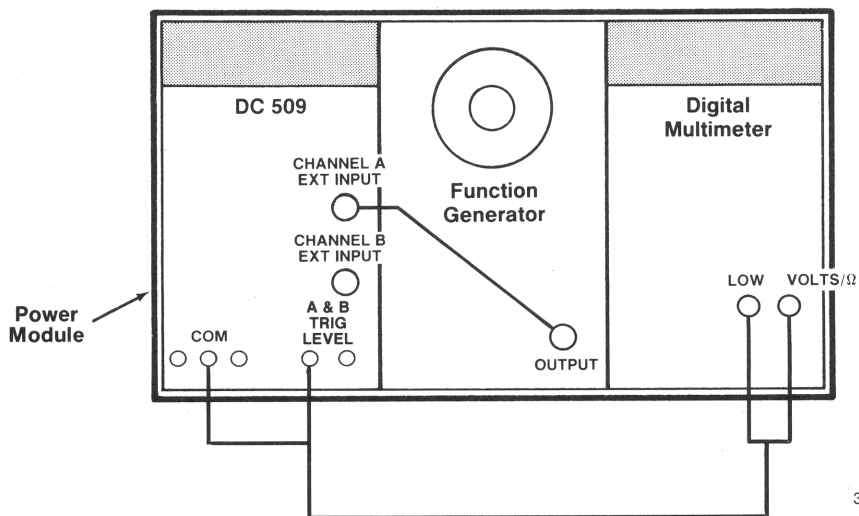 DC 509
CHANNEL A
EXT INPUT
CHANNEL B
EXT INPUT
A & B
TRIG
LEVEL
COM
Power
Module
Function
Generator
OUTPUT
Digital
Multimeter
LOW
VOLTS/Ω